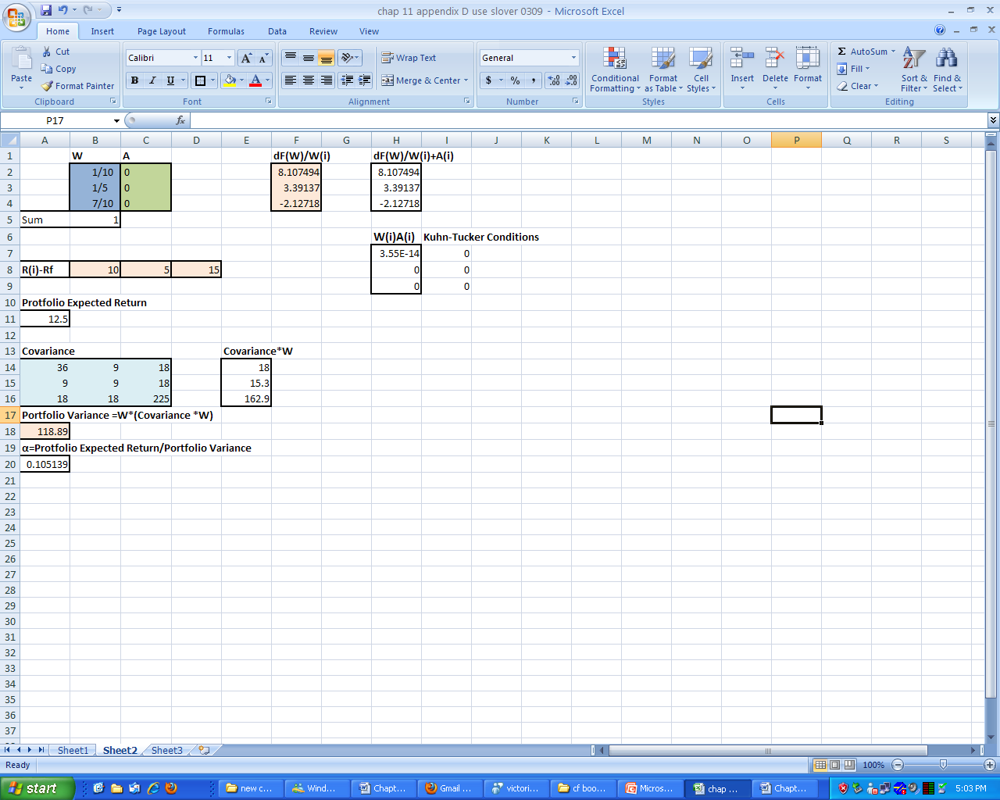 chap 11 appendix D use slover 0309 - Microsoft Excel
Home Insert Page Layout Formulas Data Review View
Paste Cut Copy Format Painter Clipboard
Calibri 11 A A B I U A Font
Wrap Text Merge & Center Alignment
General $ % , .0 .00 .00 .0 Number
Conditional Formatting Format as Table Cell Styles Styles
Insert Delete Format Cells
Σ AutoSum Fill Clear Sort & Filter Find & Select Editing
P17 fx
A B C D E F G H I J K L M N O P Q R S
1 W A dF(W)/W(i) dF(W)/W(i)+A(i)
2 1/10 0 8.107494 8.107494
3 1/5 0 3.39137 3.39137
4 7/10 0 -2.12718 -2.12718
5 Sum 1
6 W(i)A(i) Kuhn-Tucker Conditions
7 3.55E-14 0
8 R(i)-Rf 10 5 15 0 0
9 0 0
10 Protfolio Expected Return
11 12.5
12
13 Covariance Covariance*W
14 36 9 18 18
15 9 9 18 15.3
16 18 18 225 162.9
17 Portfolio Variance =W*(Covariance *W)
18 118.89
19 α=Protfolio Expected Return/Portfolio Variance
20 0.105139
21
22
23
24
25
26
27
28
29
30
31
32
33
34
35
36
37
Sheet1 Sheet2 Sheet3
Ready 100%
start new c... Wind... Chapt... Gmail ... victori... cf boo... Micros... chap ... Chapt... 5:03 PM